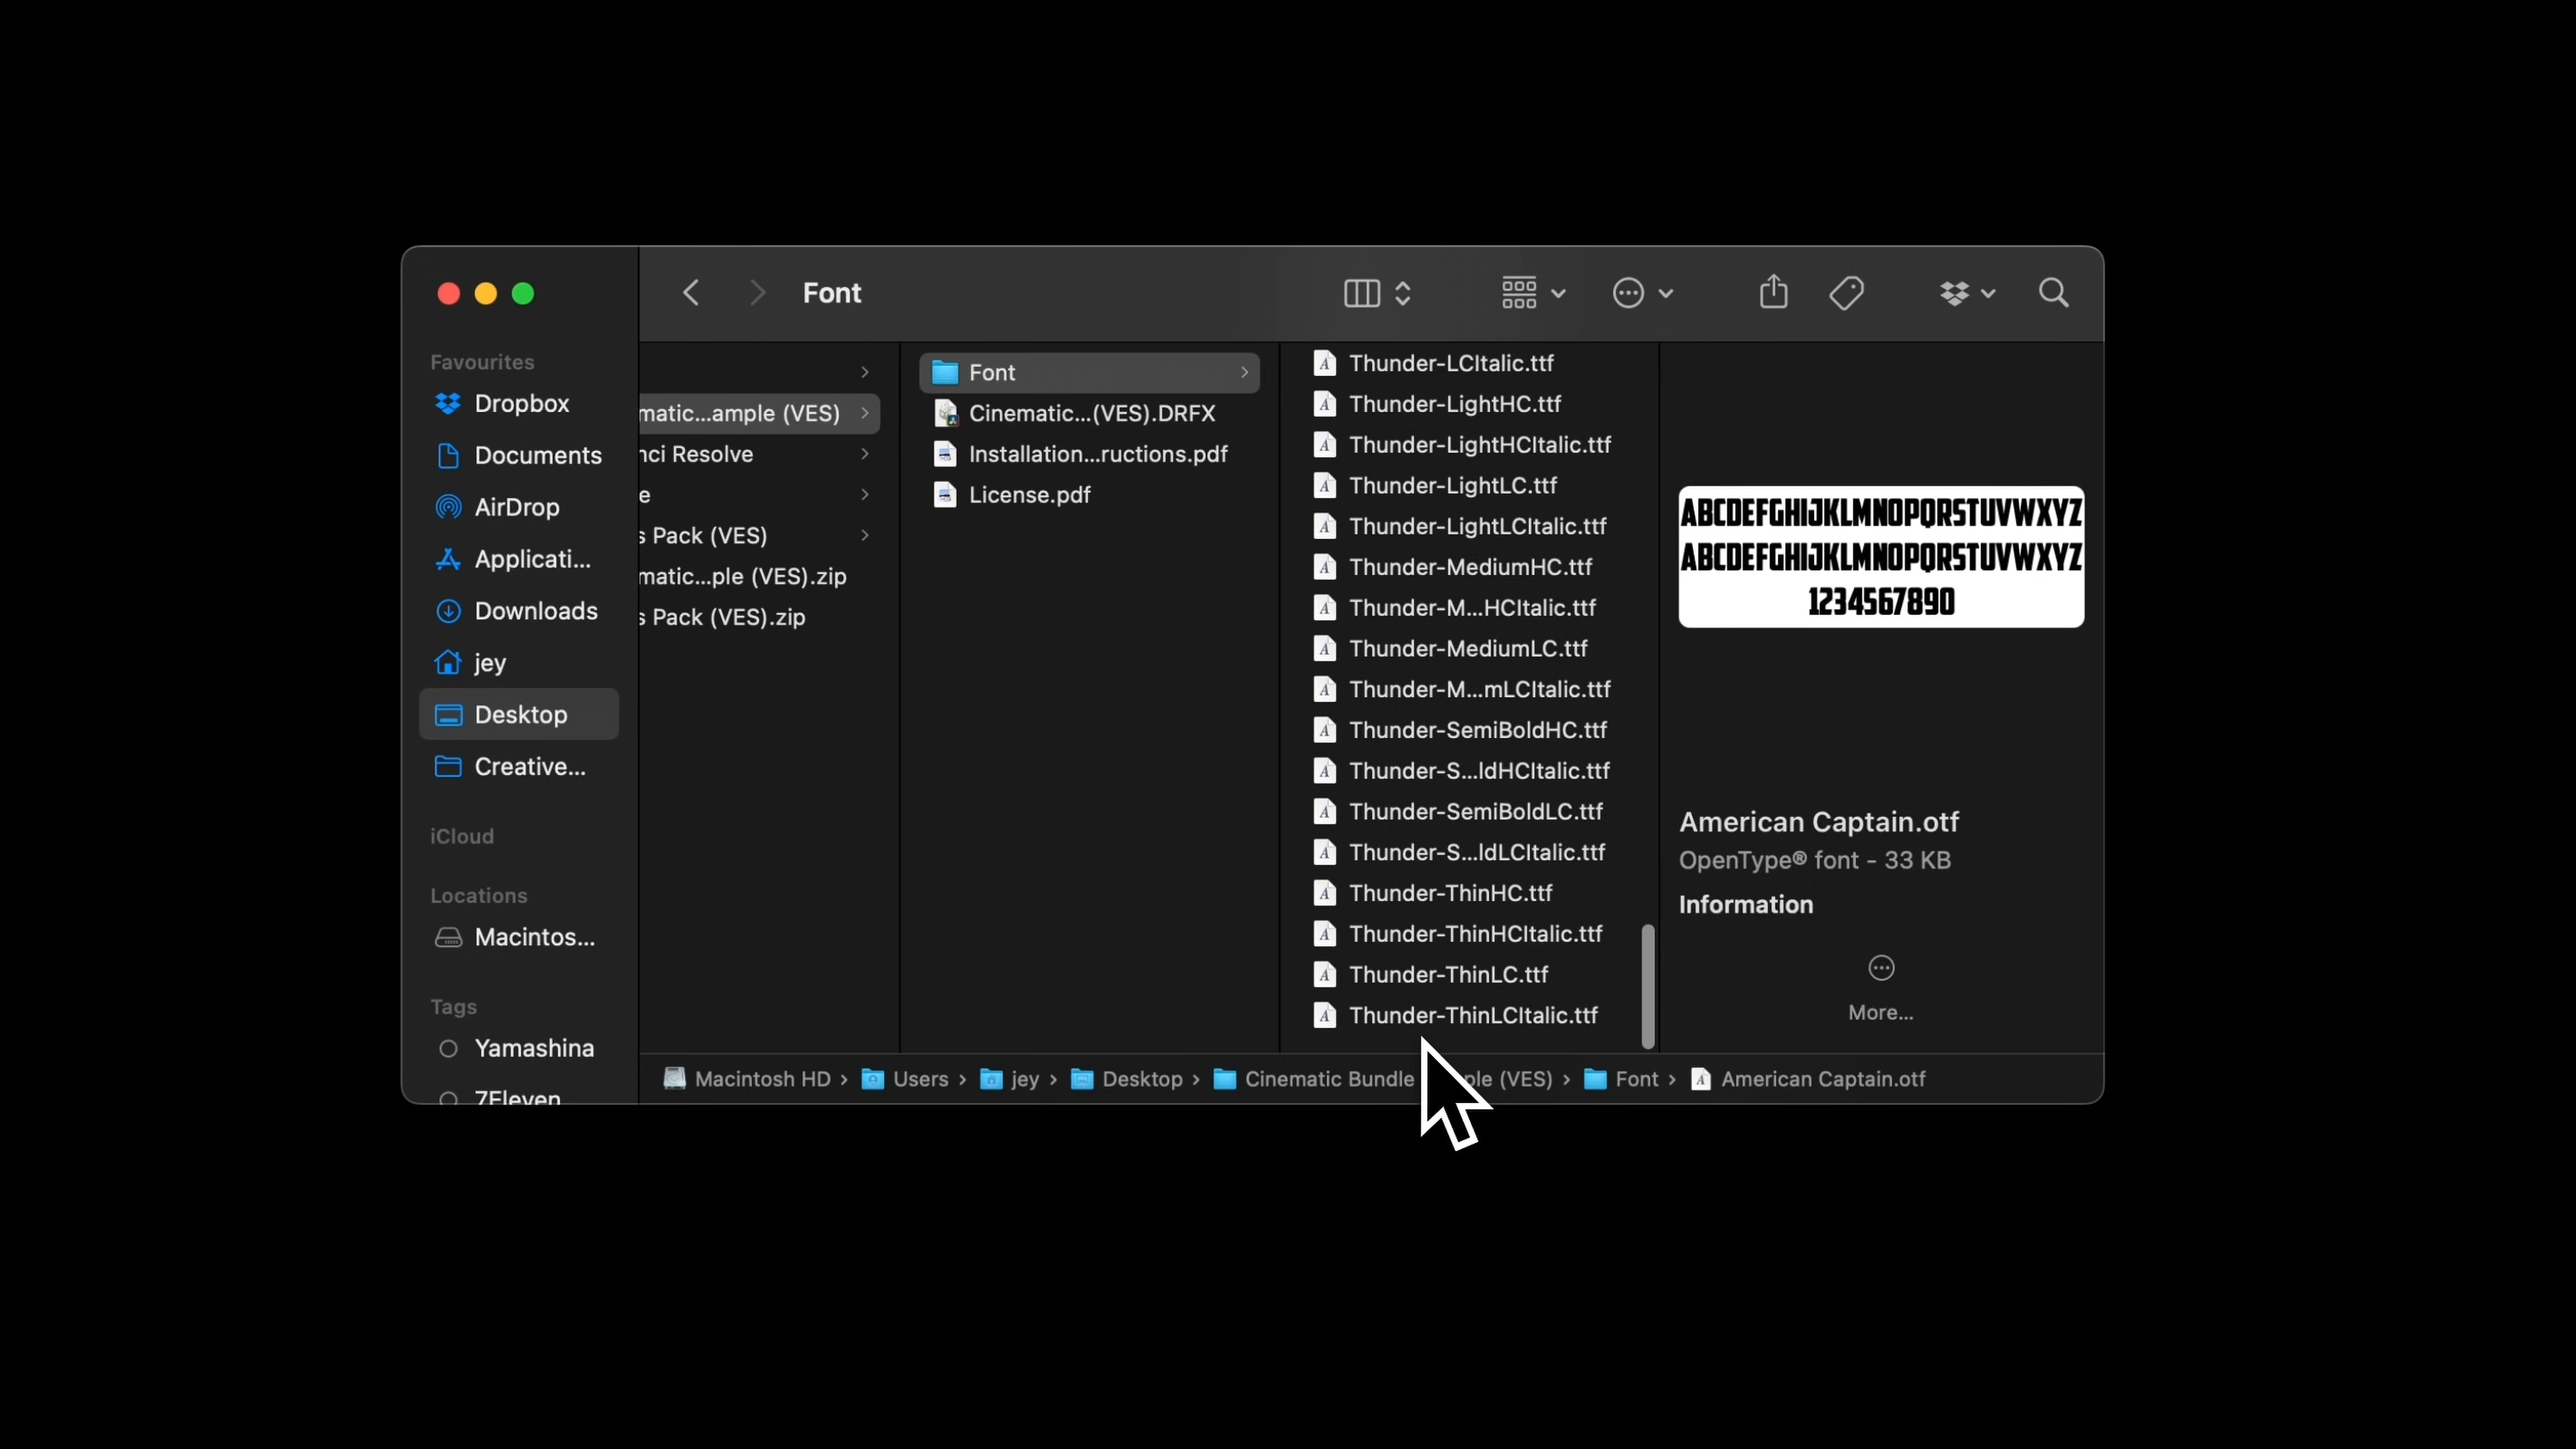 Font
Favourites
Dropbox
Documents
AirDrop
Applicati...
Downloads
jey
Desktop
Creative...
iCloud
Locations
Macintos...
Tags
Yamashina
7Eleven
matic...ample (VES)
nci Resolve
e
s Pack (VES)
matic...ple (VES).zip
s Pack (VES).zip
Font
Cinematic...(VES).DRFX
Installation...ructions.pdf
License.pdf
Thunder-LCItalic.ttf
Thunder-LightHC.ttf
Thunder-LightHCItalic.ttf
Thunder-LightLC.ttf
Thunder-LightLCItalic.ttf
Thunder-MediumHC.ttf
Thunder-M...HCItalic.ttf
Thunder-MediumLC.ttf
Thunder-M...mLCItalic.ttf
Thunder-SemiBoldHC.ttf
Thunder-S...ldHCItalic.ttf
Thunder-SemiBoldLC.ttf
Thunder-S...ldLCItalic.ttf
Thunder-ThinHC.ttf
Thunder-ThinHCItalic.ttf
Thunder-ThinLC.ttf
Thunder-ThinLCItalic.ttf
ABCDEFGHIJKLMNOPQRSTUVWXYZ
ABCDEFGHIJKLMNOPQRSTUVWXYZ
1234567890
American Captain.otf
OpenType® font - 33 KB
Information
More...
Macintosh HD › Users › jey › Desktop › Cinematic Bundle ple (VES) › Font › American Captain.otf